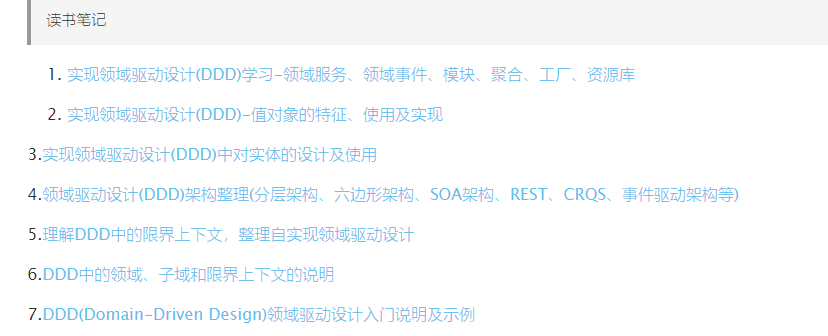 读书笔记
1. 实现领域驱动设计(DDD)学习-领域服务、领域事件、模块、聚合、工厂、资源库
2. 实现领域驱动设计(DDD)-值对象的特征、使用及实现
3.实现领域驱动设计(DDD)中对实体的设计及使用
4.领域驱动设计(DDD)架构整理(分层架构、六边形架构、SOA架构、REST、CRQS、事件驱动架构等)
5.理解DDD中的限界上下文，整理自实现领域驱动设计
6.DDD中的领域、子域和限界上下文的说明
7.DDD(Domain-Driven Design)领域驱动设计入门说明及示例